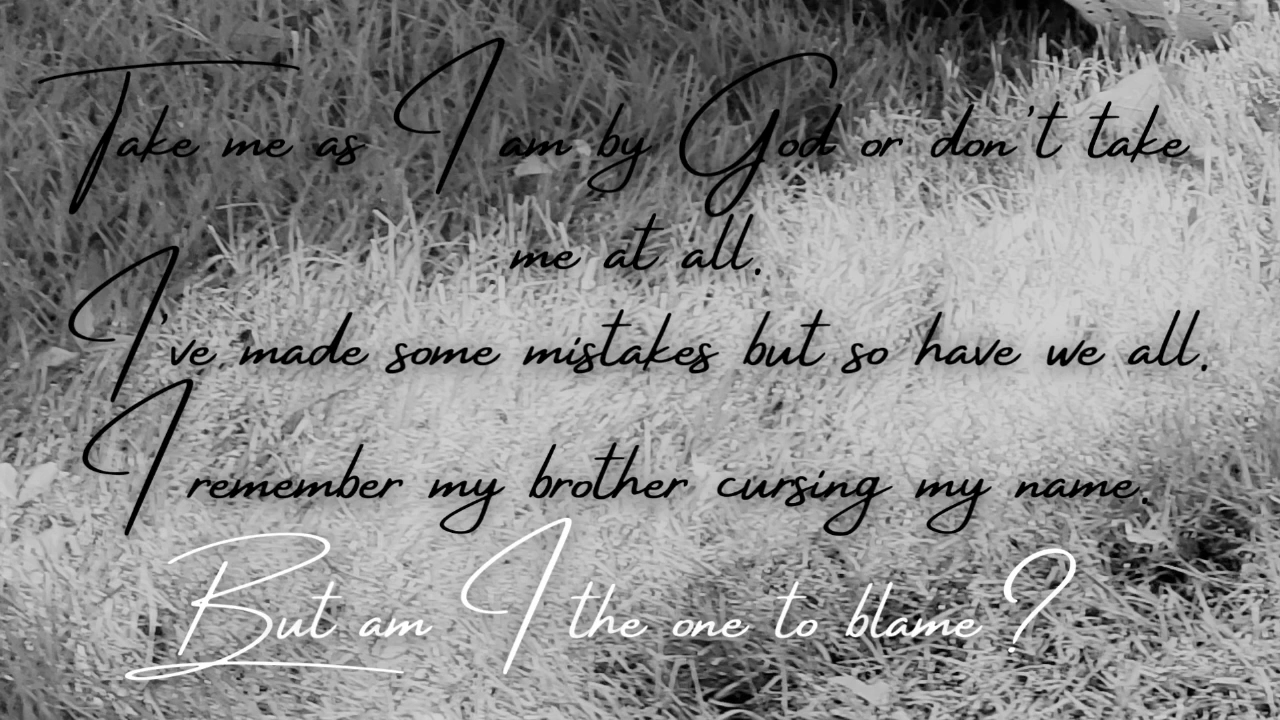 Take me as I am by God or don't take
me at all.
I've made some mistakes but so have we all.
I remember my brother cursing my name.
But am I the one to blame ?